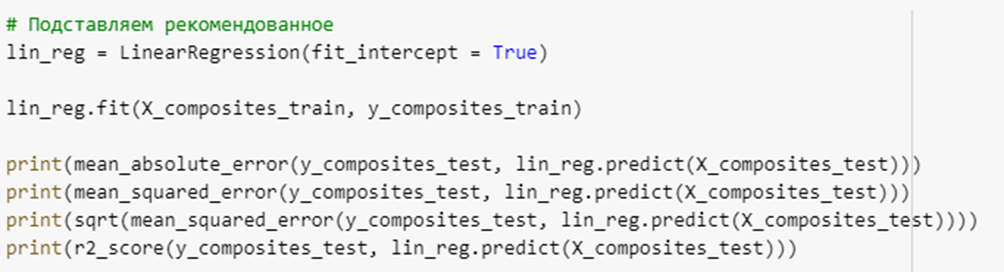 # Подставляем рекомендованное
lin_reg = LinearRegression(fit_intercept = True)
lin_reg.fit(X_composites_train, y_composites_train)
print(mean_absolute_error(y_composites_test, lin_reg.predict(X_composites_test)))
print(mean_squared_error(y_composites_test, lin_reg.predict(X_composites_test)))
print(sqrt(mean_squared_error(y_composites_test, lin_reg.predict(X_composites_test))))
print(r2_score(y_composites_test, lin_reg.predict(X_composites_test)))